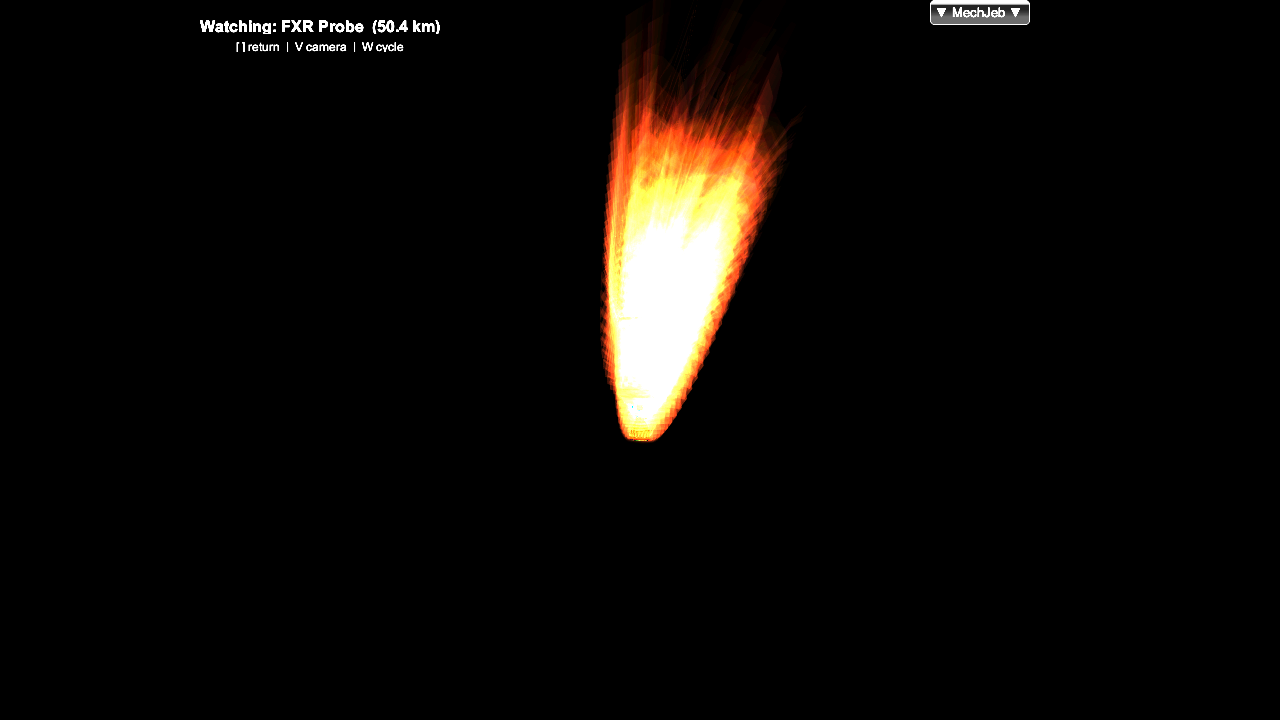 Watching: FXR Probe (50.4 km)
[ ] return | V camera | W cycle
▼ MechJeb ▼